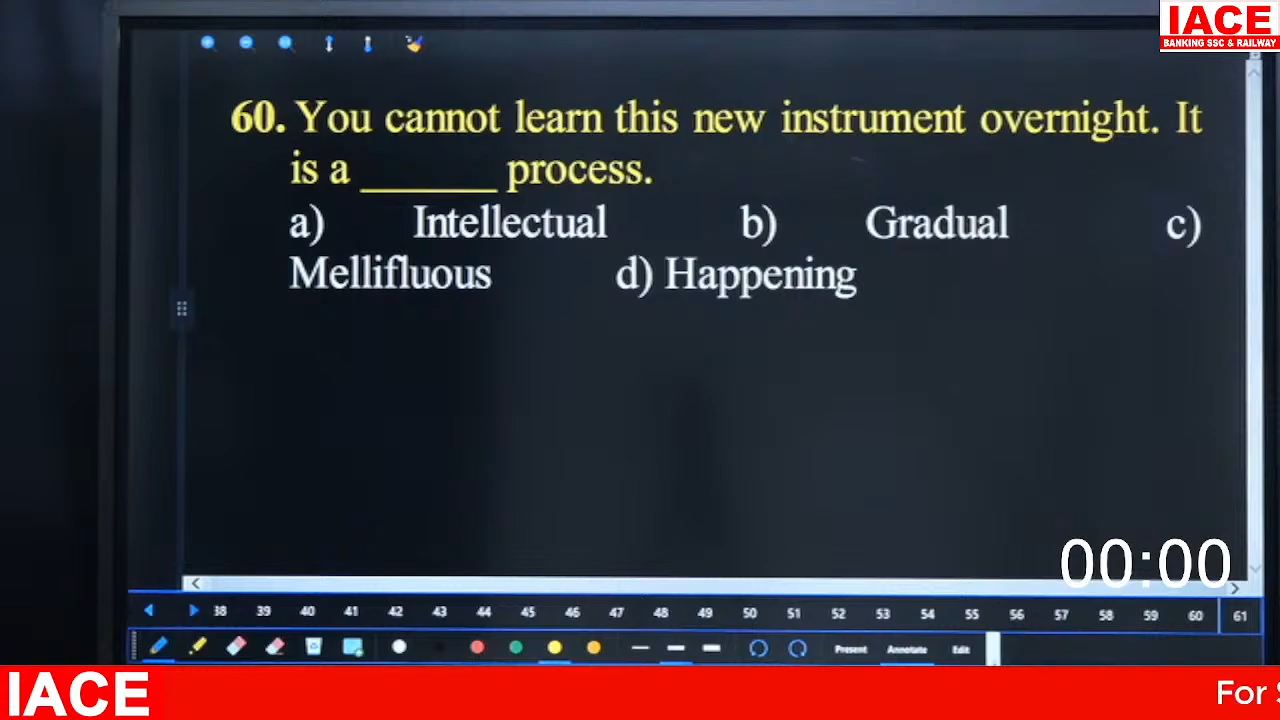 IACE
BANKING SSC & RAILWAY
60. You cannot learn this new instrument overnight. It
is a ______ process.
a) Intellectual b) Gradual c)
Mellifluous d) Happening
00:00
38 39 40 41 42 43 44 45 46 47 48 49 50 51 52 53 54 55 56 57 58 59 60 61
Present Annotate Edit
IACE
For S